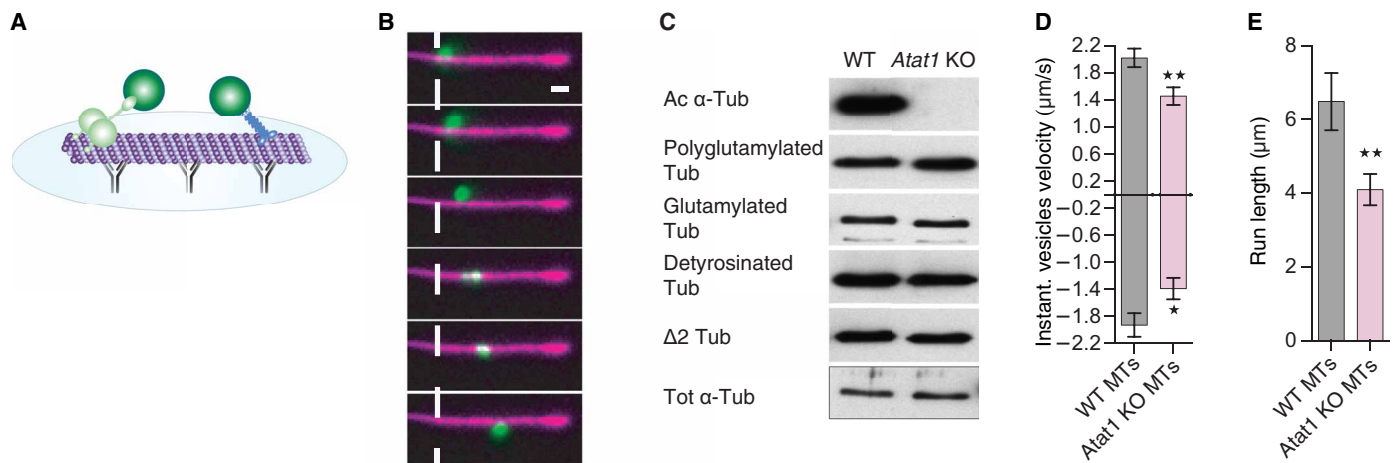 A
B
C
D
E
WT Atat1 KO
Ac α-Tub
Polyglutamylated
Tub
Glutamylated
Tub
Detyrosinated
Tub
Δ2 Tub
Tot α-Tub
Instant. vesicles velocity (μm/s)
2.2
1.8
1.4
1.0
0.6
0.2
−0.2
−0.6
−1.0
−1.4
−1.8
−2.2
★★
★
WT MTs
Atat1 KO MTs
Run length (μm)
8
6
4
2
0
★★
WT MTs
Atat1 KO MTs